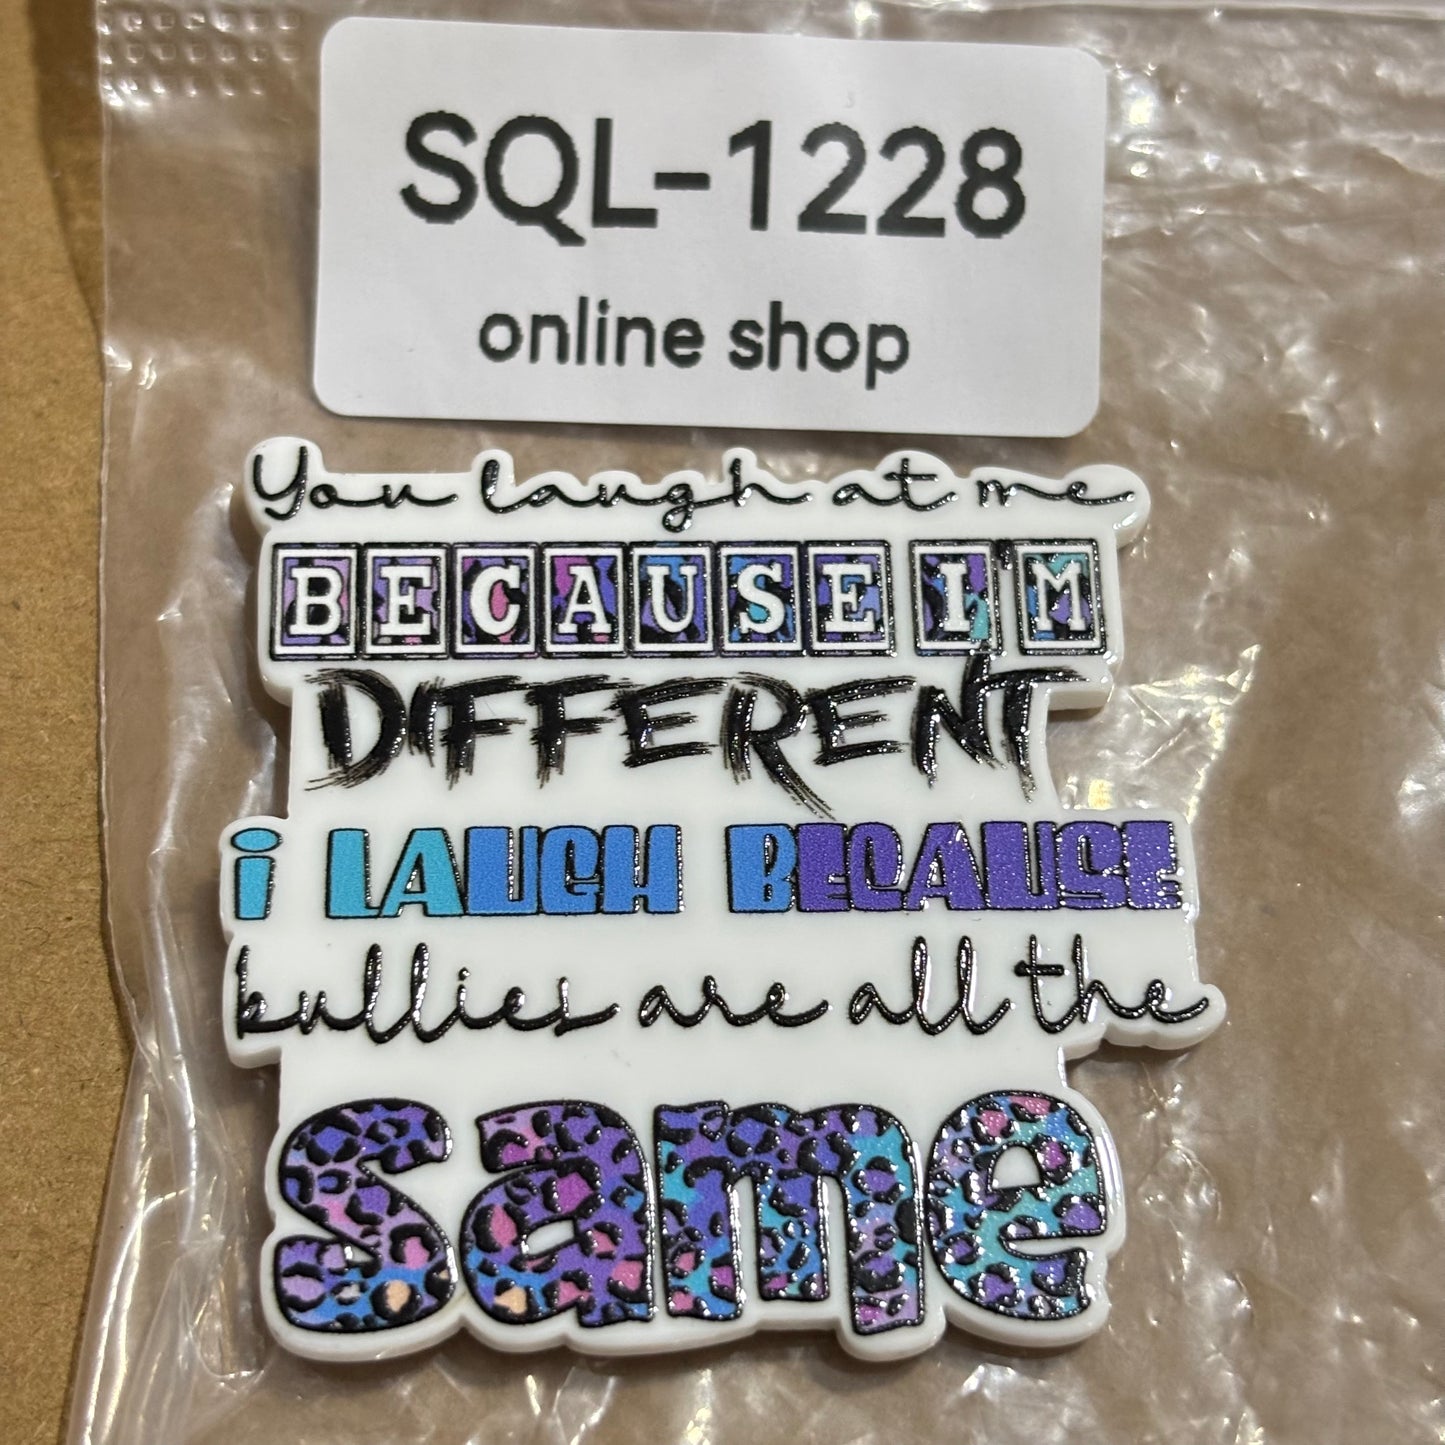 SQL-1228
online shop
You laugh at me
BECAUSE I'M
DIFFERENT
i LAUGH BECAUSE
bullies are all the
same